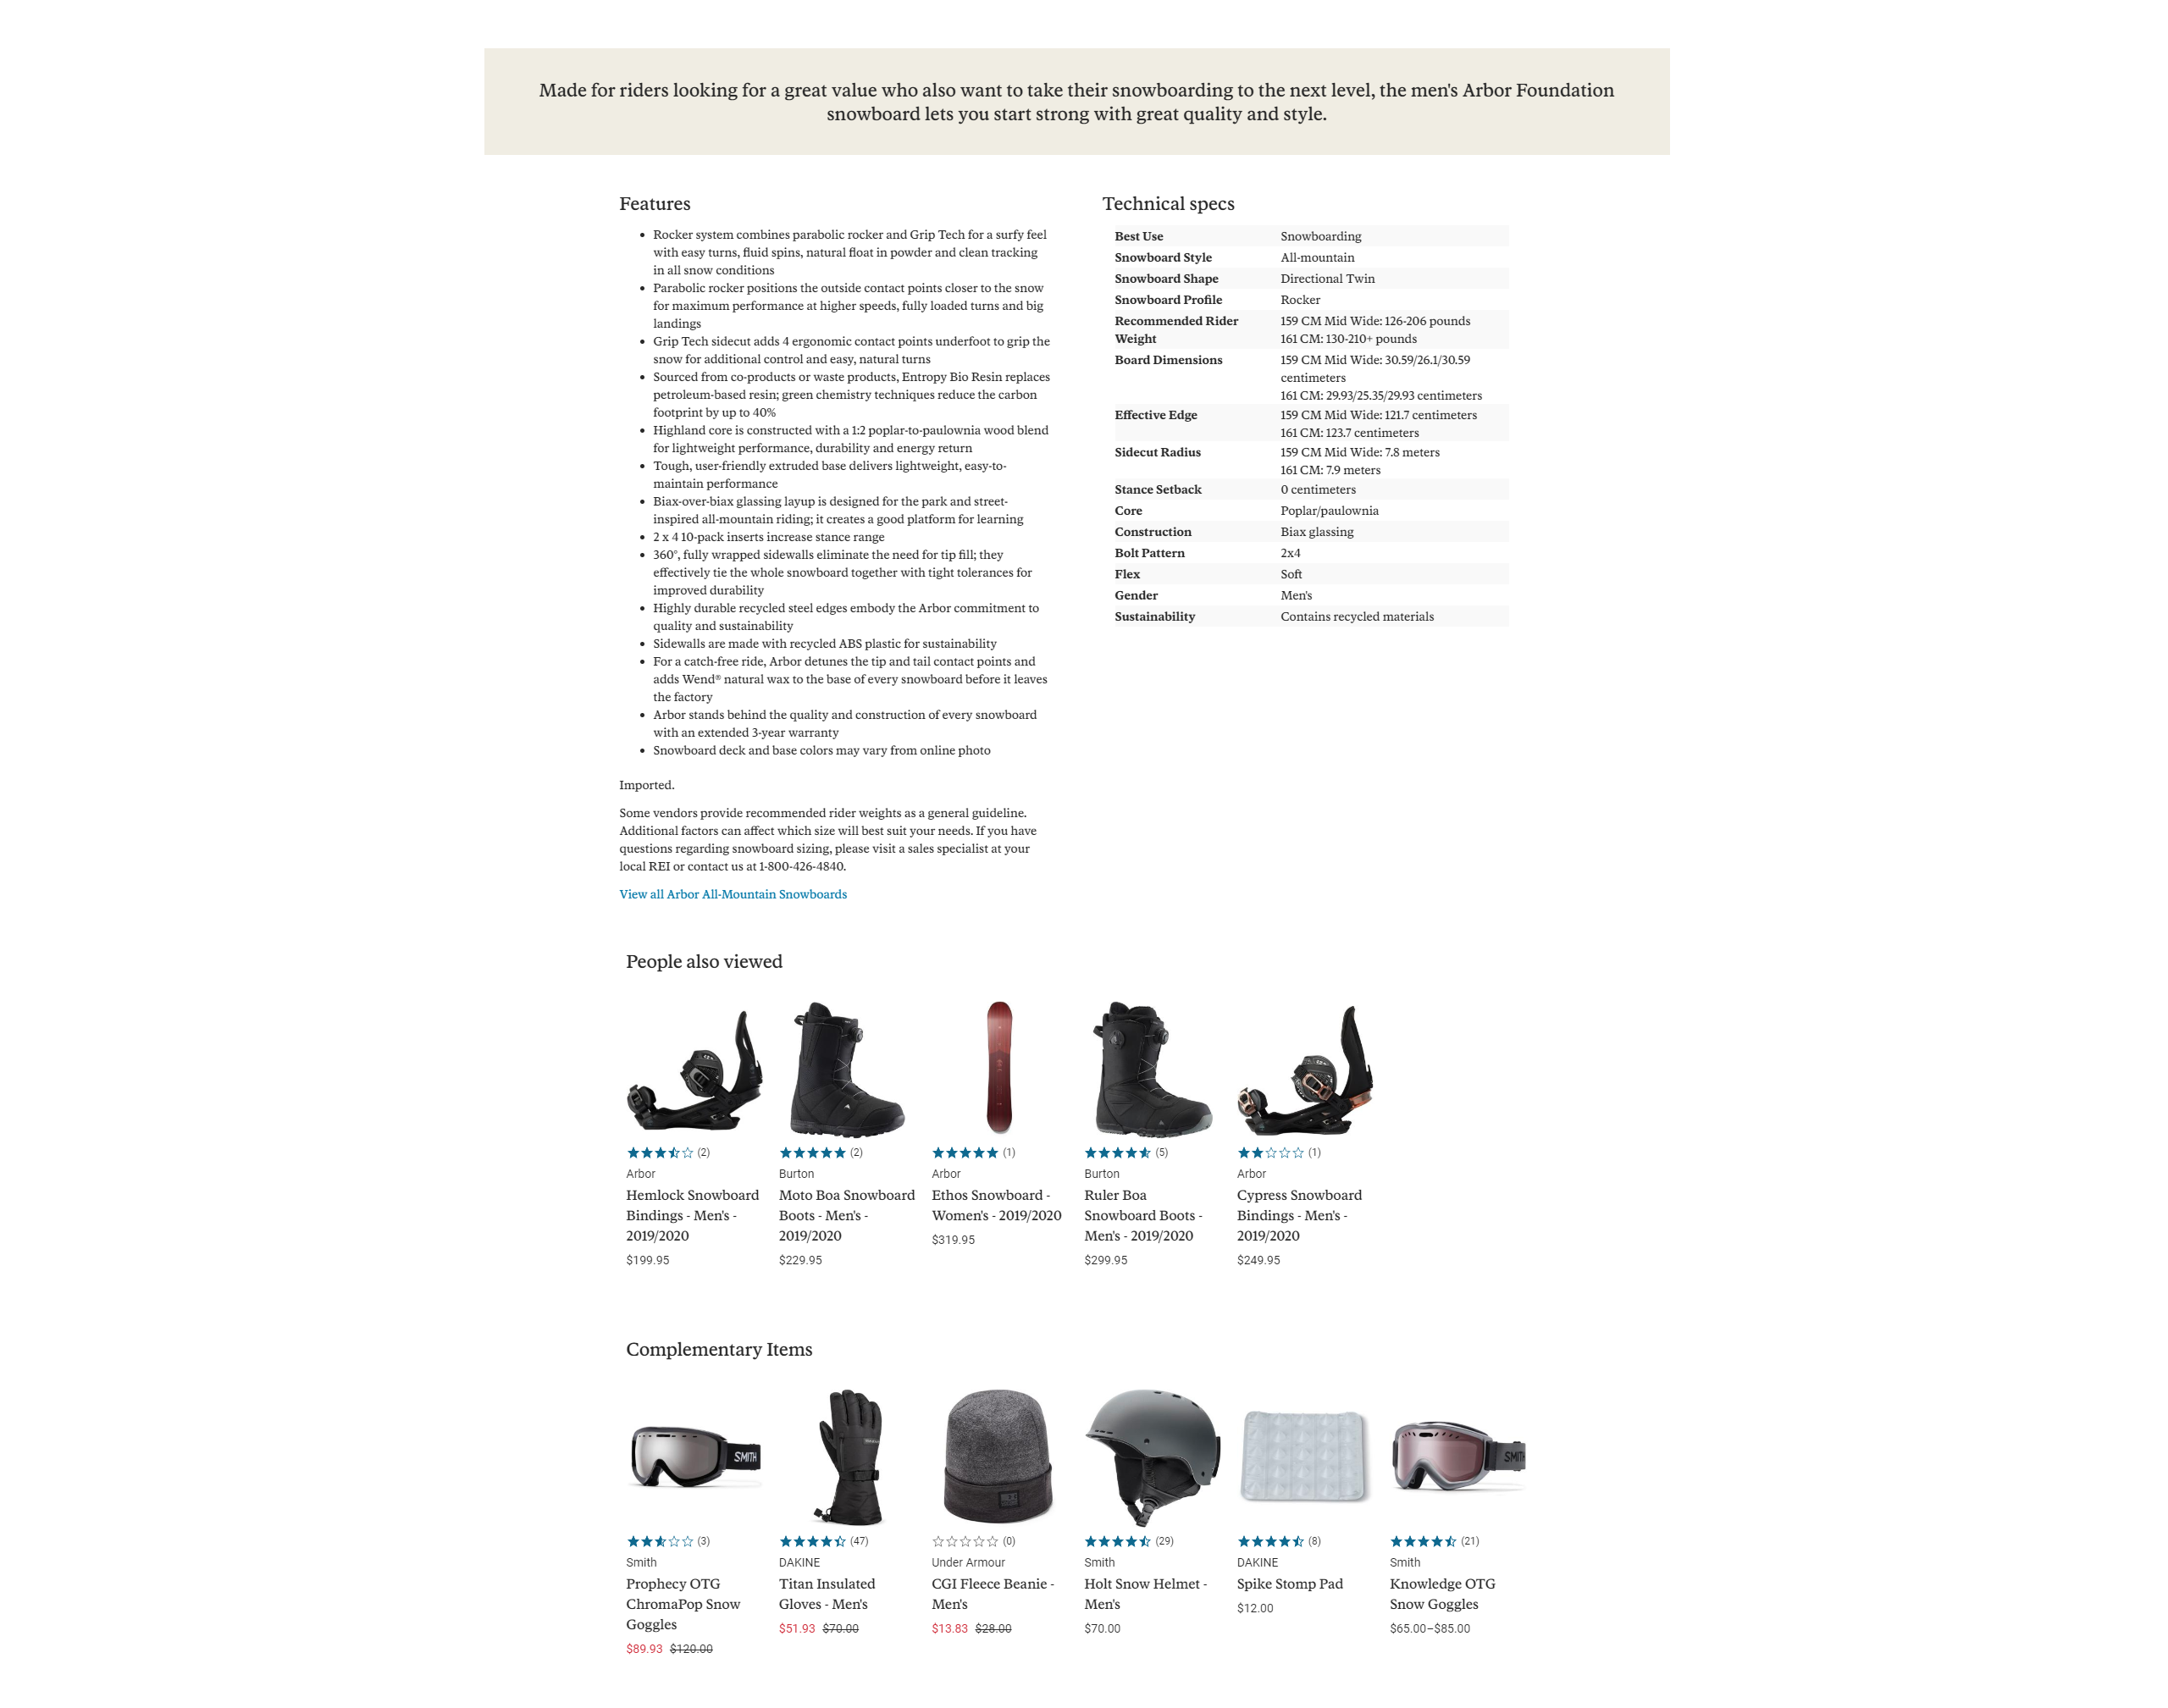 Made for riders looking for a great value who also want to take their snowboarding to the next level, the men's Arbor Foundation
snowboard lets you start strong with great quality and style.
Features
• Rocker system combines parabolic rocker and Grip Tech for a surfy feel
with easy turns, fluid spins, natural float in powder and clean tracking
in all snow conditions
• Parabolic rocker positions the outside contact points closer to the snow
for maximum performance at higher speeds, fully loaded turns and big
landings
• Grip Tech sidecut adds 4 ergonomic contact points underfoot to grip the
snow for additional control and easy, natural turns
• Sourced from co-products or waste products, Entropy Bio Resin replaces
petroleum-based resin; green chemistry techniques reduce the carbon
footprint by up to 40%
• Highland core is constructed with a 1:2 poplar-to-paulownia wood blend
for lightweight performance, durability and energy return
• Tough, user-friendly extruded base delivers lightweight, easy-to-
maintain performance
• Biax-over-biax glassing layup is designed for the park and street-
inspired all-mountain riding; it creates a good platform for learning
• 2 x 4 10-pack inserts increase stance range
• 360°, fully wrapped sidewalls eliminate the need for tip fill; they
effectively tie the whole snowboard together with tight tolerances for
improved durability
• Highly durable recycled steel edges embody the Arbor commitment to
quality and sustainability
• Sidewalls are made with recycled ABS plastic for sustainability
• For a catch-free ride, Arbor detunes the tip and tail contact points and
adds Wend® natural wax to the base of every snowboard before it leaves
the factory
• Arbor stands behind the quality and construction of every snowboard
with an extended 3-year warranty
• Snowboard deck and base colors may vary from online photo
Imported.
Some vendors provide recommended rider weights as a general guideline.
Additional factors can affect which size will best suit your needs. If you have
questions regarding snowboard sizing, please visit a sales specialist at your
local REI or contact us at 1-800-426-4840.
View all Arbor All-Mountain Snowboards
Technical specs
Best Use Snowboarding
Snowboard Style All-mountain
Snowboard Shape Directional Twin
Snowboard Profile Rocker
Recommended Rider 159 CM Mid Wide: 126-206 pounds
Weight 161 CM: 130-210+ pounds
Board Dimensions 159 CM Mid Wide: 30.59/26.1/30.59
centimeters
161 CM: 29.93/25.35/29.93 centimeters
Effective Edge 159 CM Mid Wide: 121.7 centimeters
161 CM: 123.7 centimeters
Sidecut Radius 159 CM Mid Wide: 7.8 meters
161 CM: 7.9 meters
Stance Setback 0 centimeters
Core Poplar/paulownia
Construction Biax glassing
Bolt Pattern 2x4
Flex Soft
Gender Men's
Sustainability Contains recycled materials
People also viewed
(2)
Arbor
Hemlock Snowboard
Bindings - Men's -
2019/2020
$199.95
(2)
Burton
Moto Boa Snowboard
Boots - Men's -
2019/2020
$229.95
(1)
Arbor
Ethos Snowboard -
Women's - 2019/2020
$319.95
(5)
Burton
Ruler Boa
Snowboard Boots -
Men's - 2019/2020
$299.95
(1)
Arbor
Cypress Snowboard
Bindings - Men's -
2019/2020
$249.95
Complementary Items
SMITH
(3)
Smith
Prophecy OTG
ChromaPop Snow
Goggles
$89.93 $120.00
(47)
DAKINE
Titan Insulated
Gloves - Men's
$51.93 $70.00
(0)
Under Armour
CGI Fleece Beanie -
Men's
$13.83 $28.00
(29)
Smith
Holt Snow Helmet -
Men's
$70.00
(8)
DAKINE
Spike Stomp Pad
$12.00
SMITH
(21)
Smith
Knowledge OTG
Snow Goggles
$65.00–$85.00